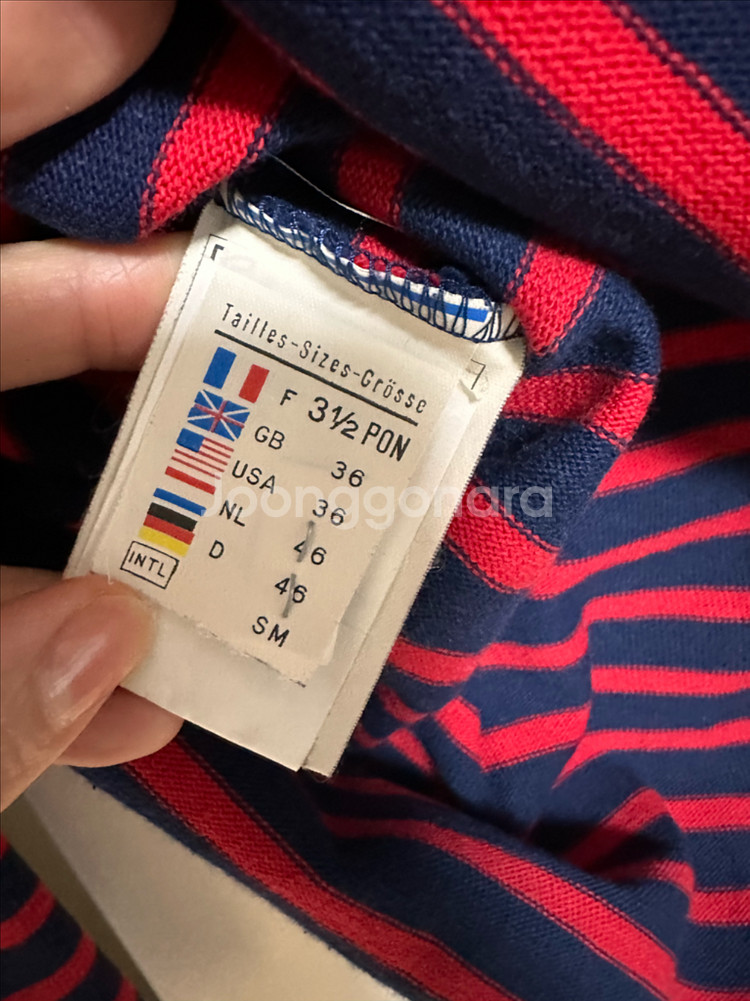 Tailles-Sizes-Grösse
F 3½ PON
GB 36
USA 36
NL 46
D 46
INTL SM
Joonggonara